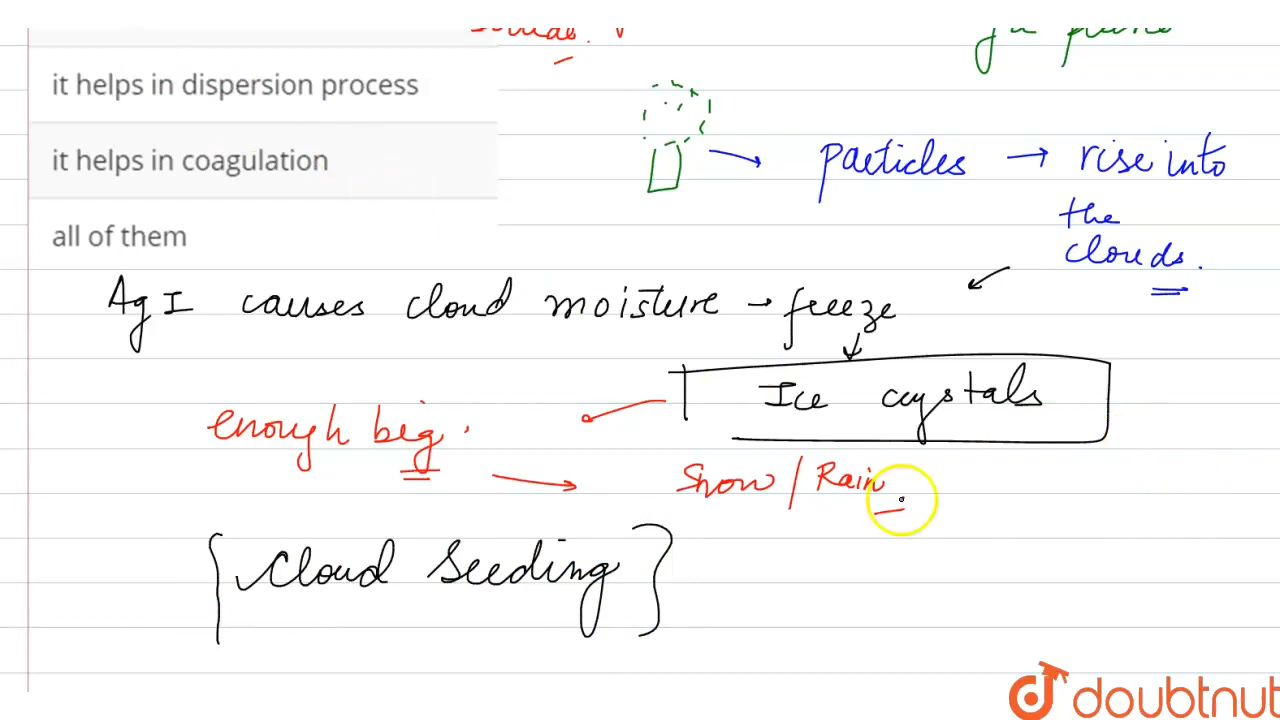 it helps in dispersion process
it helps in coagulation
all of them
particles → rise into
the
clouds.
AgI causes cloud moisture → freeze
Ice crystals
enough big.
Snow / Rain
{ Cloud Seeding }
doubtnut